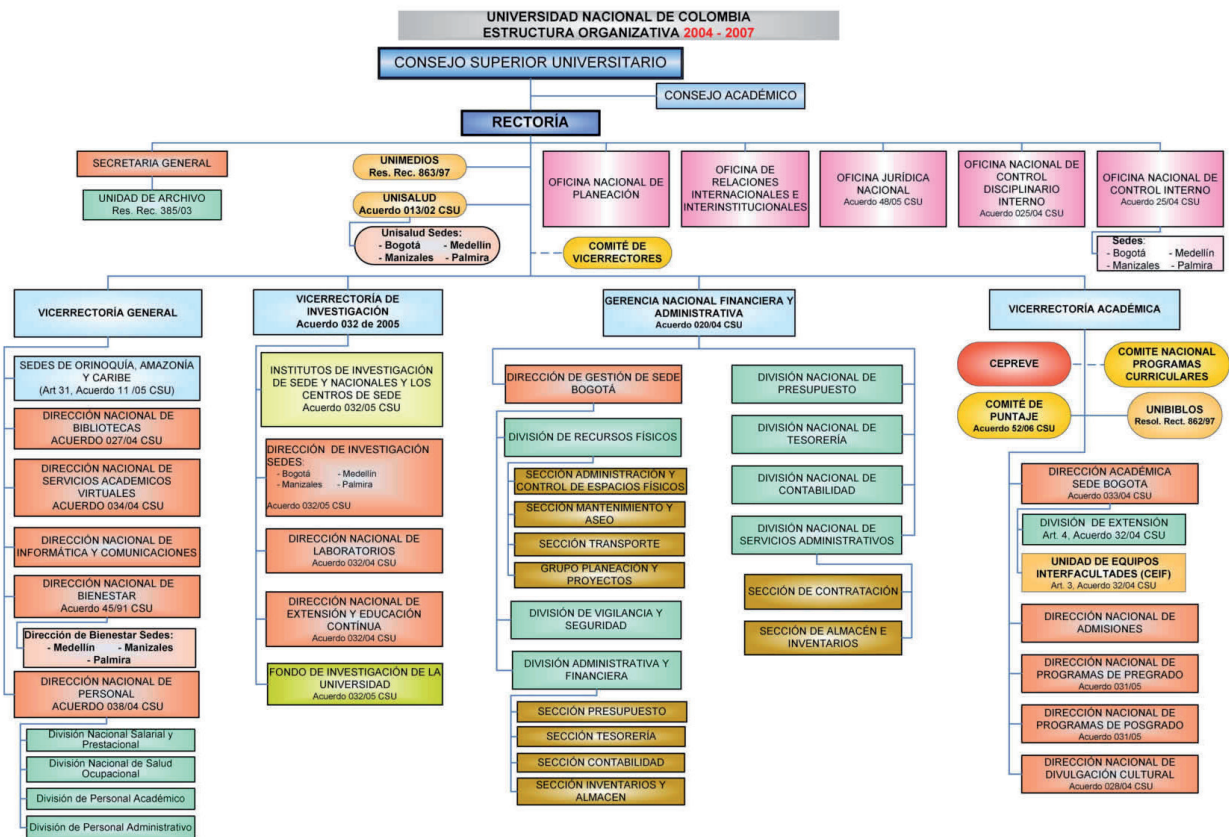 UNIVERSIDAD NACIONAL DE COLOMBIA
ESTRUCTURA ORGANIZATIVA 2004 - 2007
CONSEJO SUPERIOR UNIVERSITARIO
CONSEJO ACADÉMICO
RECTORÍA
SECRETARIA GENERAL
UNIDAD DE ARCHIVO
Res. Rec. 385/03
UNIMEDIOS
Res. Rec. 863/97
UNISALUD
Acuerdo 013/02 CSU
Unisalud Sedes:
- Bogotá - Medellín
- Manizales - Palmira
OFICINA NACIONAL
DE PLANEACIÓN
OFICINA DE
RELACIONES
INTERNACIONALES E
INTERINSTITUCIONALES
OFICINA JURÍDICA
NACIONAL
Acuerdo 48/05 CSU
OFICINA NACIONAL DE
CONTROL
DISCIPLINARIO
INTERNO
Acuerdo 025/04 CSU
OFICINA NACIONAL DE
CONTROL INTERNO
Acuerdo 25/04 CSU
Sedes:
- Bogotá - Medellín
- Manizales - Palmira
COMITÉ DE
VICERRECTORES
VICERRECTORÍA GENERAL
SEDES DE ORINOQUÍA, AMAZONÍA
Y CARIBE
(Art 31, Acuerdo 11 /05 CSU)
DIRECCIÓN NACIONAL DE
BIBLIOTECAS
ACUERDO 027/04 CSU
DIRECCIÓN NACIONAL DE
SERVICIOS ACADEMICOS
VIRTUALES
ACUERDO 034/04 CSU
DIRECCIÓN NACIONAL DE
INFORMÁTICA Y COMUNICACIONES
DIRECCIÓN NACIONAL DE
BIENESTAR
Acuerdo 45/91 CSU
Dirección de Bienestar Sedes:
- Medellín - Manizales
- Palmira
DIRECCIÓN NACIONAL DE
PERSONAL
ACUERDO 038/04 CSU
División Nacional Salarial y
Prestacional
División Nacional de Salud
Ocupacional
División de Personal Académico
División de Personal Administrativo
VICERRECTORÍA DE
INVESTIGACIÓN
Acuerdo 032 de 2005
INSTITUTOS DE INVESTIGACIÓN
DE SEDE Y NACIONALES Y LOS
CENTROS DE SEDE
Acuerdo 032/05 CSU
DIRECCIÓN DE INVESTIGACIÓN
SEDES:
- Bogotá - Medellín
- Manizales - Palmira
Acuerdo 032/05 CSU
DIRECCIÓN NACIONAL DE
LABORATORIOS
Acuerdo 032/04 CSU
DIRECCIÓN NACIONAL DE
EXTENSIÓN Y EDUCACIÓN
CONTÍNUA
Acuerdo 032/04 CSU
FONDO DE INVESTIGACIÓN DE LA
UNIVERSIDAD
Acuerdo 032/05 CSU
GERENCIA NACIONAL FINANCIERA Y
ADMINISTRATIVA
Acuerdo 020/04 CSU
DIRECCIÓN DE GESTIÓN DE SEDE
BOGOTÁ
DIVISIÓN DE RECURSOS FÍSICOS
SECCIÓN ADMINISTRACIÓN Y
CONTROL DE ESPACIOS FÍSICOS
SECCIÓN MANTENIMIENTO Y
ASEO
SECCIÓN TRANSPORTE
GRUPO PLANEACIÓN Y
PROYECTOS
DIVISIÓN DE VIGILANCIA Y
SEGURIDAD
DIVISIÓN ADMINISTRATIVA Y
FINANCIERA
SECCIÓN PRESUPUESTO
SECCIÓN TESORERÍA
SECCIÓN CONTABILIDAD
SECCIÓN INVENTARIOS Y
ALMACEN
DIVISIÓN NACIONAL DE
PRESUPUESTO
DIVISIÓN NACIONAL DE
TESORERÍA
DIVISIÓN NACIONAL DE
CONTABILIDAD
DIVISIÓN NACIONAL DE
SERVICIOS ADMINISTRATIVOS
SECCIÓN DE CONTRATACIÓN
SECCIÓN DE ALMACÉN E
INVENTARIOS
VICERRECTORÍA ACADÉMICA
CEPREVE
COMITE NACIONAL
PROGRAMAS
CURRICULARES
COMITÉ DE
PUNTAJE
Acuerdo 52/06 CSU
UNIBIBLOS
Resol. Rect. 862/97
DIRECCIÓN ACADÉMICA
SEDE BOGOTA
Acuerdo 033/04 CSU
DIVISIÓN DE EXTENSIÓN
Art. 4, Acuerdo 32/04 CSU
UNIDAD DE EQUIPOS
INTERFACULTADES (CEIF)
Art. 3, Acuerdo 32/04 CSU
DIRECCIÓN NACIONAL DE
ADMISIONES
DIRECCIÓN NACIONAL DE
PROGRAMAS DE PREGRADO
Acuerdo 031/05
DIRECCIÓN NACIONAL DE
PROGRAMAS DE POSGRADO
Acuerdo 031/05
DIRECCIÓN NACIONAL DE
DIVULGACIÓN CULTURAL
Acuerdo 028/04 CSU